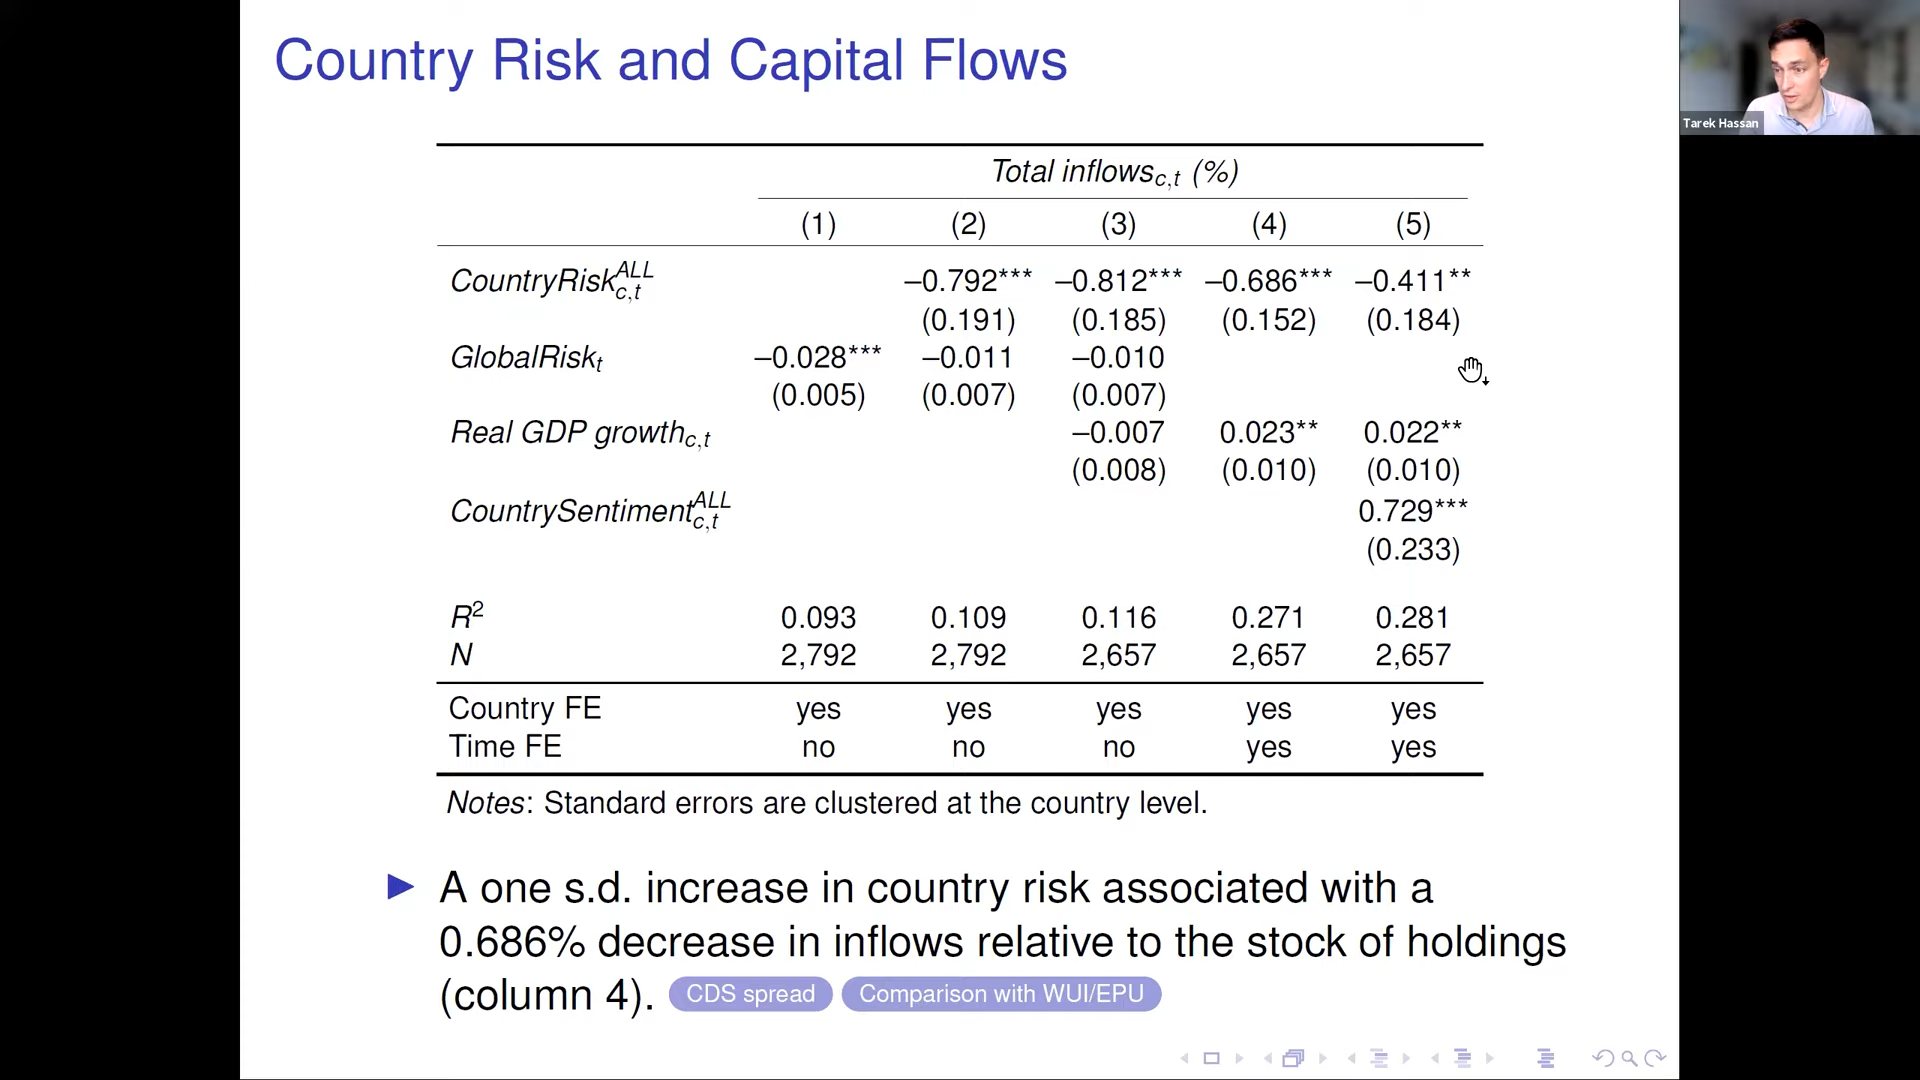 Country Risk and Capital Flows
Tarek Hassan
Total inflows_{c,t} (%)
(1) (2) (3) (4) (5)
CountryRisk^{ALL}_{c,t} –0.792*** –0.812*** –0.686*** –0.411**
(0.191) (0.185) (0.152) (0.184)
GlobalRisk_t –0.028*** –0.011 –0.010
(0.005) (0.007) (0.007)
Real GDP growth_{c,t} –0.007 0.023** 0.022**
(0.008) (0.010) (0.010)
CountrySentiment^{ALL}_{c,t} 0.729***
(0.233)
R² 0.093 0.109 0.116 0.271 0.281
N 2,792 2,792 2,657 2,657 2,657
Country FE yes yes yes yes yes
Time FE no no no yes yes
Notes: Standard errors are clustered at the country level.
A one s.d. increase in country risk associated with a
0.686% decrease in inflows relative to the stock of holdings
(column 4). CDS spread Comparison with WUI/EPU